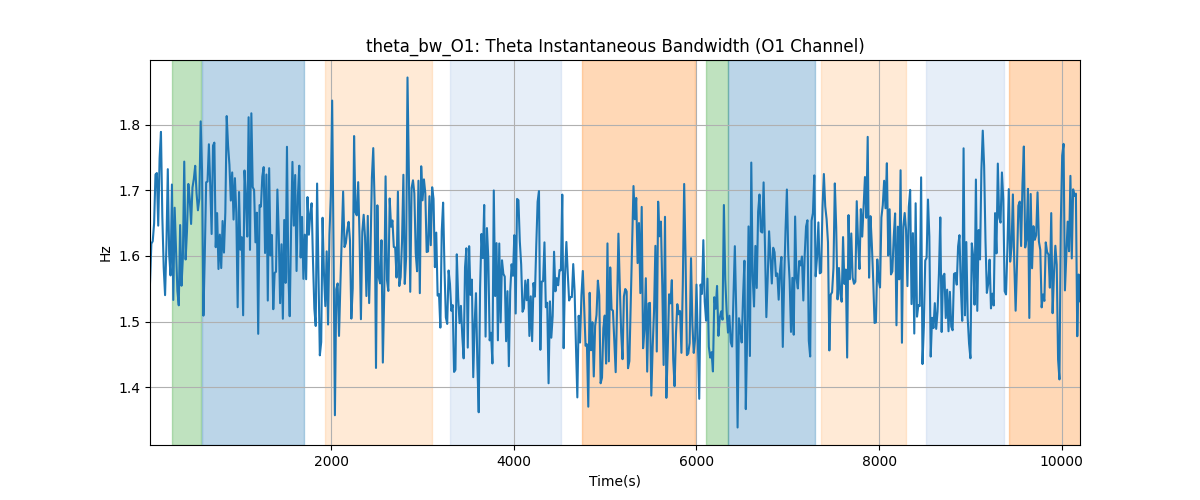 theta_bw_O1: Theta Instantaneous Bandwidth (O1 Channel)
1.8
1.7
1.6
1.5
1.4
Hz
2000 4000 6000 8000 10000
Time(s)